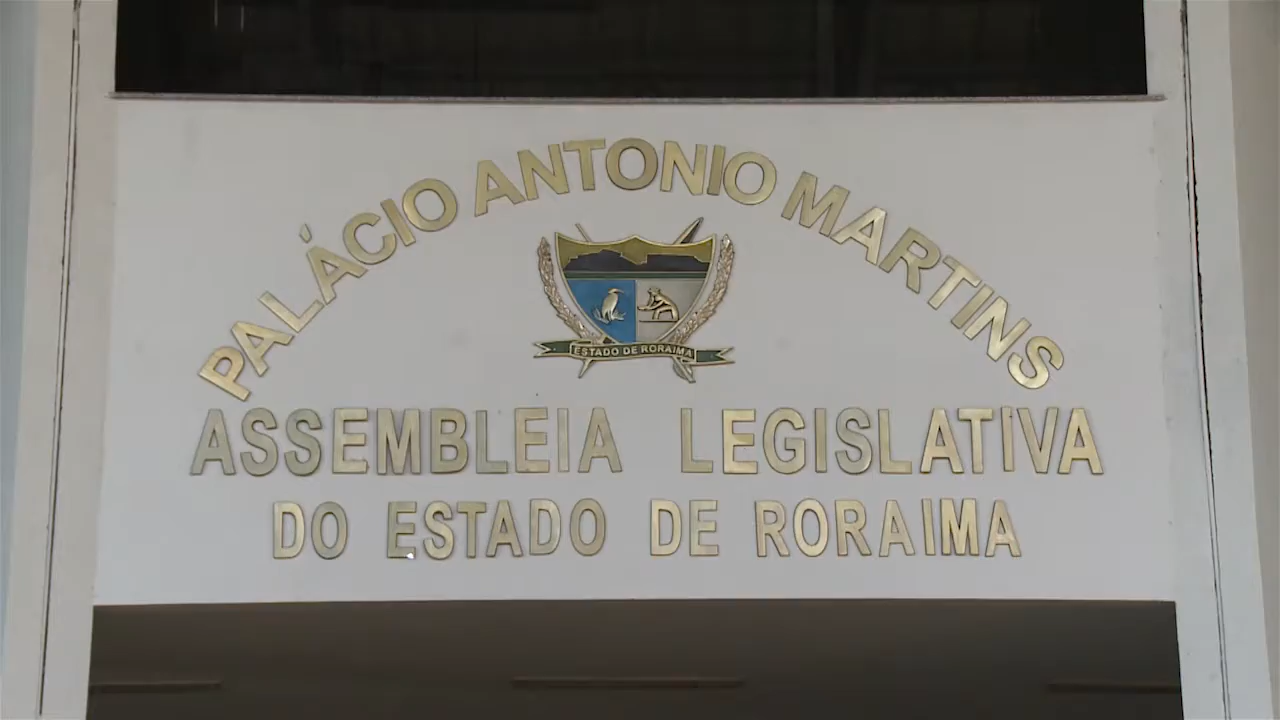 PALÁCIO ANTONIO MARTINS
ESTADO DE RORAIMA
ASSEMBLEIA LEGISLATIVA
DO ESTADO DE RORAIMA